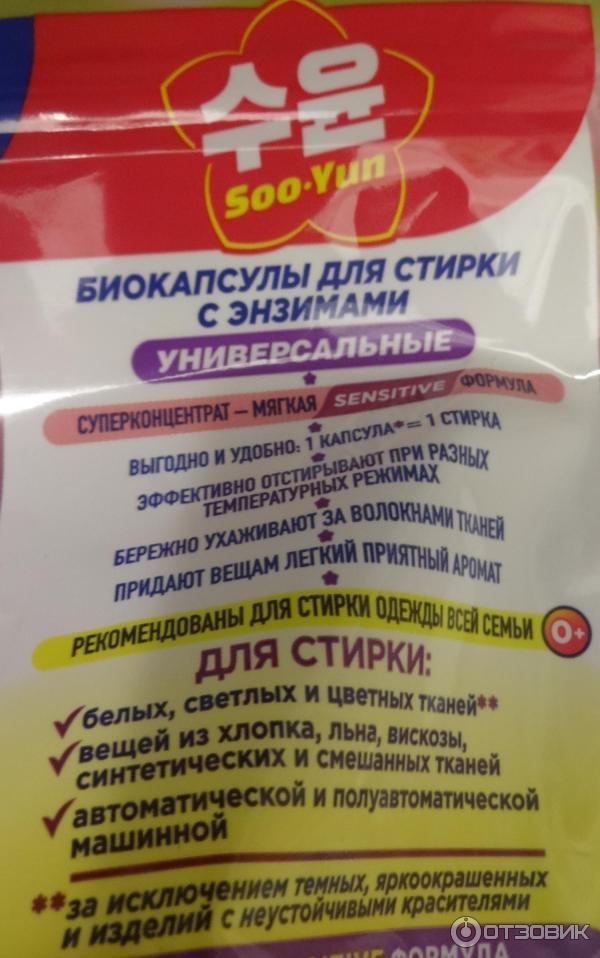 수윤
Soo-Yun
БИОКАПСУЛЫ ДЛЯ СТИРКИ
С ЭНЗИМАМИ
УНИВЕРСАЛЬНЫЕ
СУПЕРКОНЦЕНТРАТ – МЯГКАЯ SENSITIVE ФОРМУЛА
ВЫГОДНО И УДОБНО: 1 КАПСУЛА* = 1 СТИРКА
ЭФФЕКТИВНО ОТСТИРЫВАЮТ ПРИ РАЗНЫХ
ТЕМПЕРАТУРНЫХ РЕЖИМАХ
БЕРЕЖНО УХАЖИВАЮТ ЗА ВОЛОКНАМИ ТКАНЕЙ
ПРИДАЮТ ВЕЩАМ ЛЕГКИЙ ПРИЯТНЫЙ АРОМАТ
РЕКОМЕНДОВАНЫ ДЛЯ СТИРКИ ОДЕЖДЫ ВСЕЙ СЕМЬИ 0+
ДЛЯ СТИРКИ:
белых, светлых и цветных тканей**
вещей из хлопка, льна, вискозы,
синтетических и смешанных тканей
автоматической и полуавтоматической
машинной
**за исключением темных, яркоокрашенных
и изделий с неустойчивыми красителями
SENSITIVE ФОРМУЛА
ОТЗОВИК